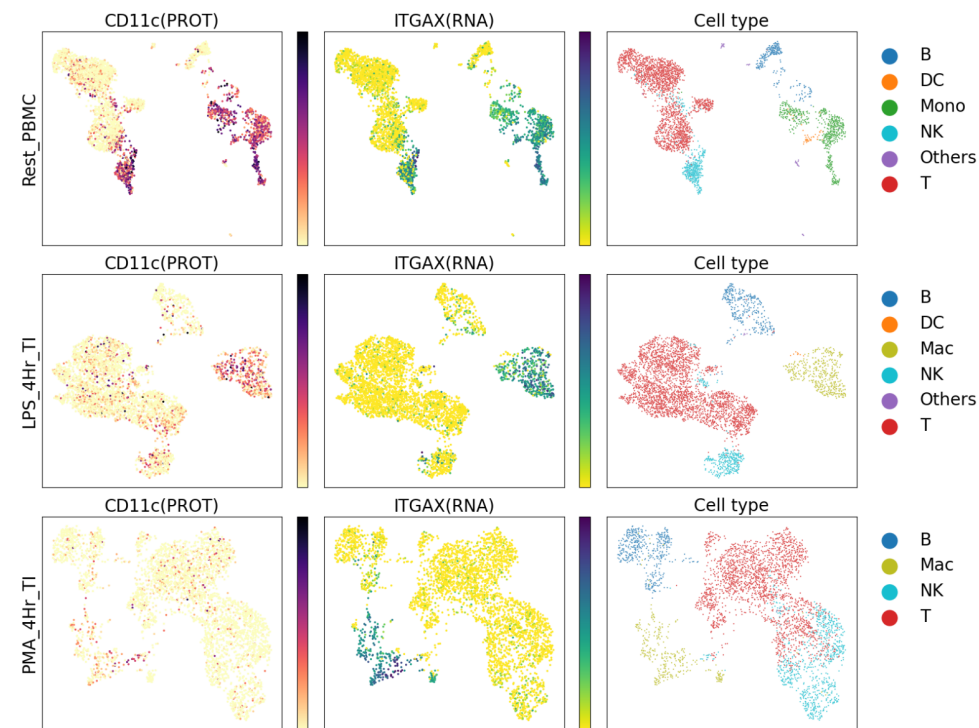 CD11c(PROT)
ITGAX(RNA)
Cell type
Rest_PBMC
B
DC
Mono
NK
Others
T
CD11c(PROT)
ITGAX(RNA)
Cell type
LPS_4Hr_TI
B
DC
Mac
NK
Others
T
CD11c(PROT)
ITGAX(RNA)
Cell type
PMA_4Hr_TI
B
Mac
NK
T